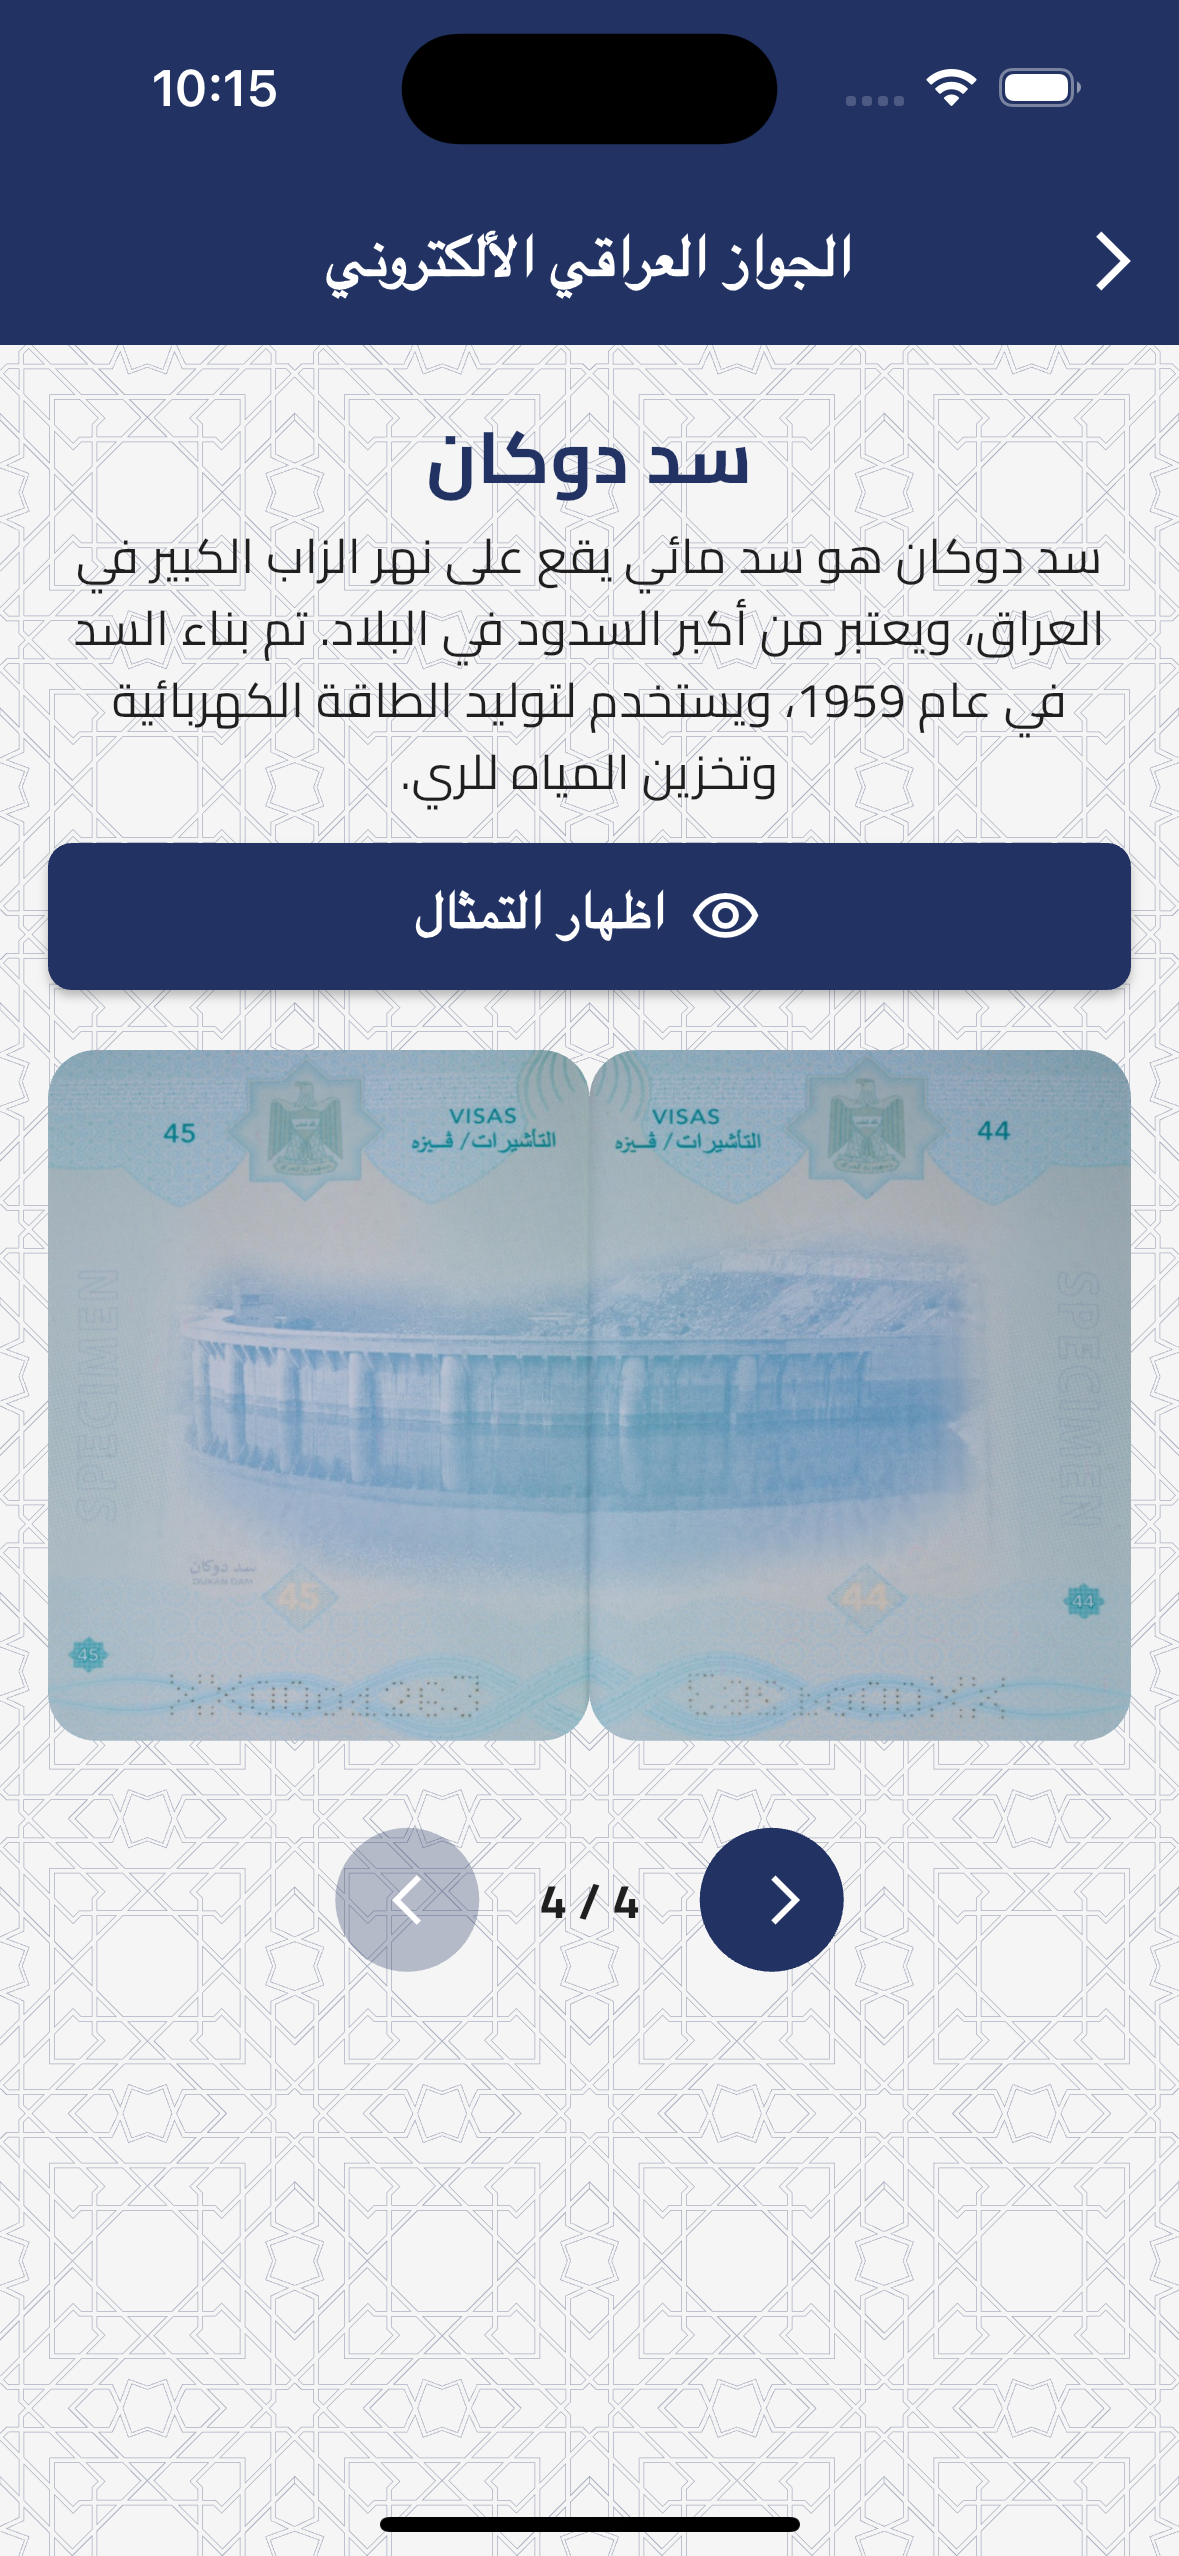 10:15
الجواز العراقي الألكتروني
سد دوكان
سد دوكان هو سد مائي يقع على نهر الزاب الكبير في
العراق، ويعتبر من أكبر السدود في البلاد. تم بناء السد
في عام 1959، ويستخدم لتوليد الطاقة الكهربائية
وتخزين المياه للري.
اظهار التمثال
44
VISAS
التأشيرات/ ڤـيزه
VISAS
التأشيرات/ ڤـيزه
45
SPECIMEN
SPECIMEN
سد دوكان
DUKAN DAM
44
45
44
45
4 / 4